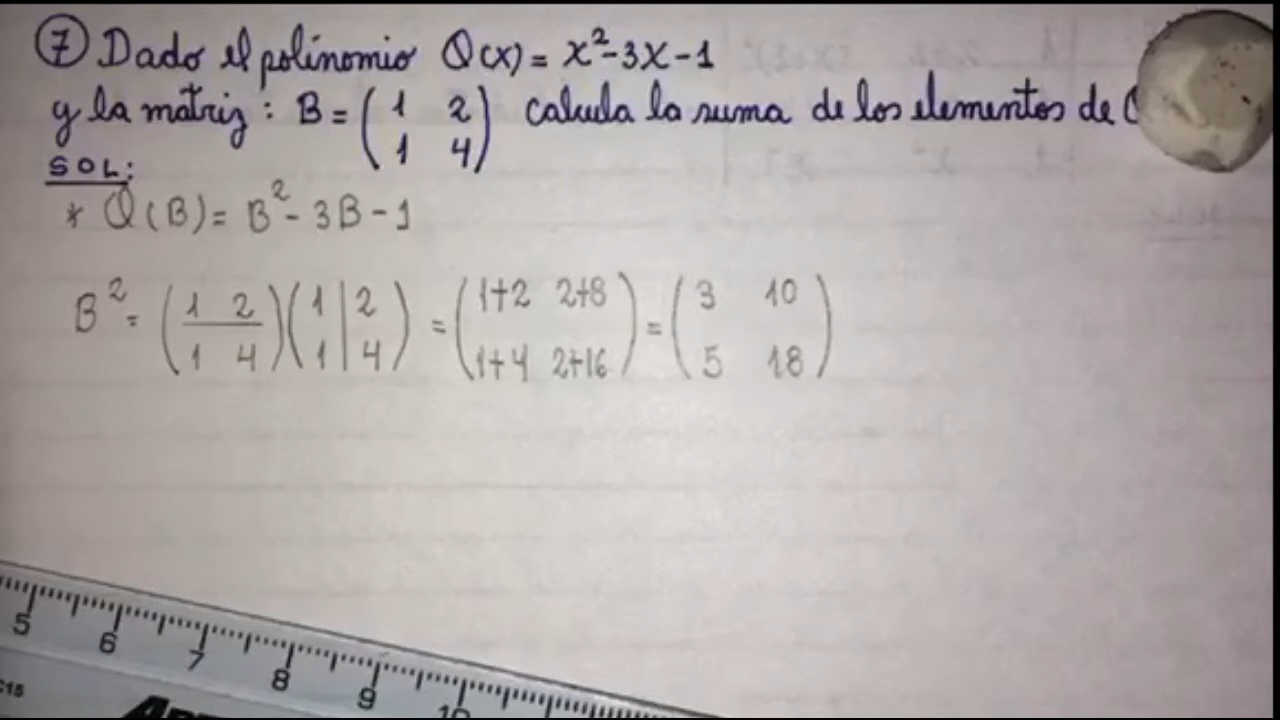 ⑦ Dado el polinomio Q(x) = x²-3x-1
y la matriz: B = (1 2 calcula la suma de los elementos de
1 4)
SOL:
* Q(B) = B²- 3B - 1
B² = (1 2 (1 | 2 = (1+2 2+8 = (3 10
1 4) 1 | 4) 1+4 2+16) 5 18)
5 6 7 8 9 10
C15